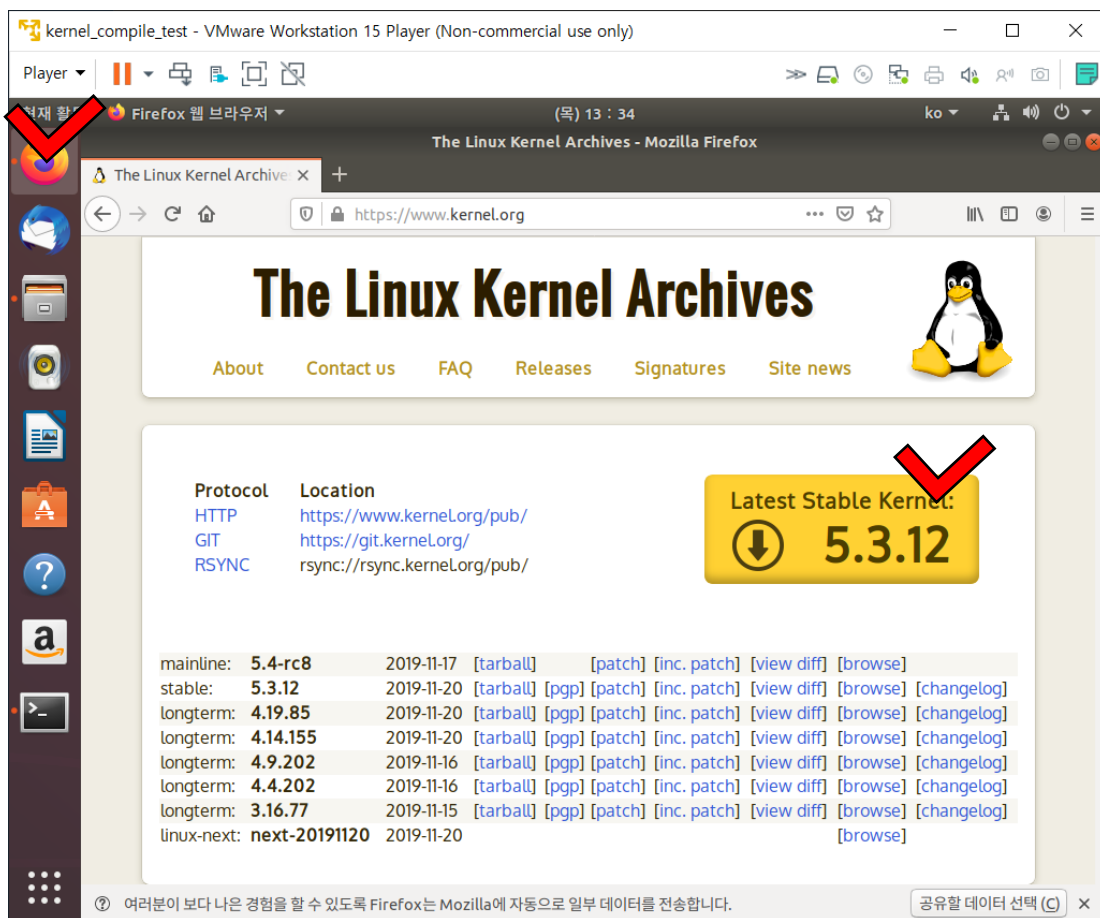 kernel_compile_test - VMware Workstation 15 Player (Non-commercial use only)
Player
현재 활동 Firefox 웹 브라우저 (목) 13 : 34 ko
The Linux Kernel Archives - Mozilla Firefox
The Linux Kernel Archive
https://www.kernel.org
The Linux Kernel Archives
About Contact us FAQ Releases Signatures Site news
Protocol Location
HTTP https://www.kernel.org/pub/
GIT https://git.kernel.org/
RSYNC rsync://rsync.kernel.org/pub/
Latest Stable Kernel:
5.3.12
mainline: 5.4-rc8 2019-11-17 [tarball] [patch] [inc. patch] [view diff] [browse]
stable: 5.3.12 2019-11-20 [tarball] [pgp] [patch] [inc. patch] [view diff] [browse] [changelog]
longterm: 4.19.85 2019-11-20 [tarball] [pgp] [patch] [inc. patch] [view diff] [browse] [changelog]
longterm: 4.14.155 2019-11-20 [tarball] [pgp] [patch] [inc. patch] [view diff] [browse] [changelog]
longterm: 4.9.202 2019-11-16 [tarball] [pgp] [patch] [inc. patch] [view diff] [browse] [changelog]
longterm: 4.4.202 2019-11-16 [tarball] [pgp] [patch] [inc. patch] [view diff] [browse] [changelog]
longterm: 3.16.77 2019-11-15 [tarball] [pgp] [patch] [inc. patch] [view diff] [browse] [changelog]
linux-next: next-20191120 2019-11-20 [browse]
여러분이 보다 나은 경험을 할 수 있도록 Firefox는 Mozilla에 자동으로 일부 데이터를 전송합니다. 공유할 데이터 선택 (C)